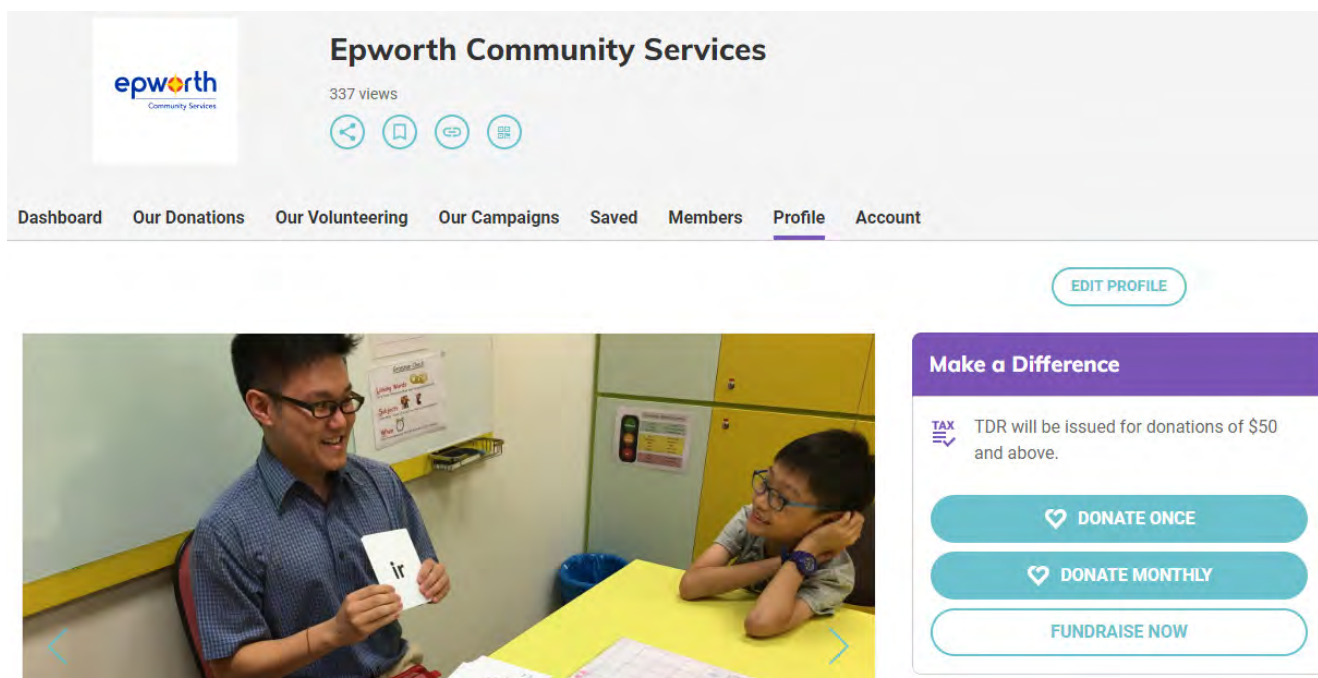 epworth
Community Services
Epworth Community Services
337 views
Dashboard Our Donations Our Volunteering Our Campaigns Saved Members Profile Account
EDIT PROFILE
Make a Difference
TAX
TDR will be issued for donations of $50
and above.
DONATE ONCE
DONATE MONTHLY
FUNDRAISE NOW
ir